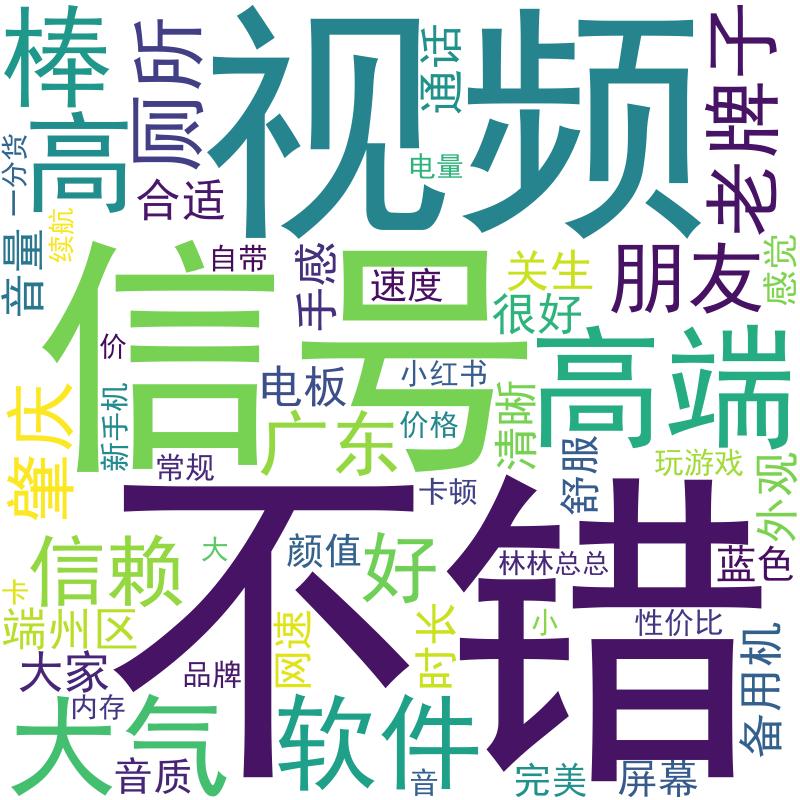 棒
厕所
视频
通话
老牌子
高
一分货
合适
电量
音量
续航
信号
自带
手感
速度
关生
很好
朋友
感觉
价
新手机
电板
小红书
高端
肇庆
广东
价格
清晰
常规
卡顿
舒服
玩游戏
外观
不错
信赖
大
颜值
好
林林总总
蓝色
卡
端州区
网速
时长
小
性价比
大家
品牌
备用机
内存
大气
软件
音质
音
完美
屏幕